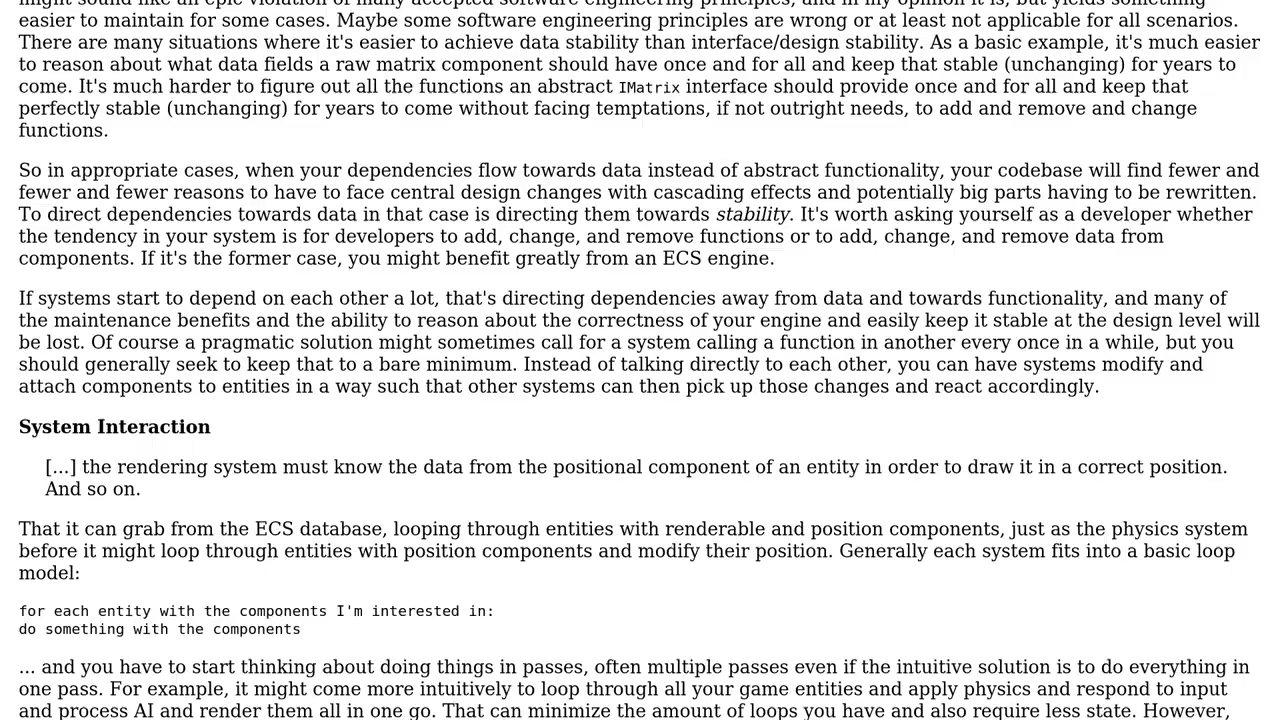 might sound like an epic violation of many accepted software engineering principles, and in my opinion it is, but yields something
easier to maintain for some cases. Maybe some software engineering principles are wrong or at least not applicable for all scenarios.
There are many situations where it's easier to achieve data stability than interface/design stability. As a basic example, it's much easier
to reason about what data fields a raw matrix component should have once and for all and keep that stable (unchanging) for years to
come. It's much harder to figure out all the functions an abstract IMatrix interface should provide once and for all and keep that
perfectly stable (unchanging) for years to come without facing temptations, if not outright needs, to add and remove and change
functions.
So in appropriate cases, when your dependencies flow towards data instead of abstract functionality, your codebase will find fewer and
fewer and fewer reasons to have to face central design changes with cascading effects and potentially big parts having to be rewritten.
To direct dependencies towards data in that case is directing them towards stability. It's worth asking yourself as a developer whether
the tendency in your system is for developers to add, change, and remove functions or to add, change, and remove data from
components. If it's the former case, you might benefit greatly from an ECS engine.
If systems start to depend on each other a lot, that's directing dependencies away from data and towards functionality, and many of
the maintenance benefits and the ability to reason about the correctness of your engine and easily keep it stable at the design level will
be lost. Of course a pragmatic solution might sometimes call for a system calling a function in another every once in a while, but you
should generally seek to keep that to a bare minimum. Instead of talking directly to each other, you can have systems modify and
attach components to entities in a way such that other systems can then pick up those changes and react accordingly.
System Interaction
[...] the rendering system must know the data from the positional component of an entity in order to draw it in a correct position.
And so on.
That it can grab from the ECS database, looping through entities with renderable and position components, just as the physics system
before it might loop through entities with position components and modify their position. Generally each system fits into a basic loop
model:
for each entity with the components I'm interested in:
do something with the components
... and you have to start thinking about doing things in passes, often multiple passes even if the intuitive solution is to do everything in
one pass. For example, it might come more intuitively to loop through all your game entities and apply physics and respond to input
and process AI and render them all in one go. That can minimize the amount of loops you have and also require less state. However,